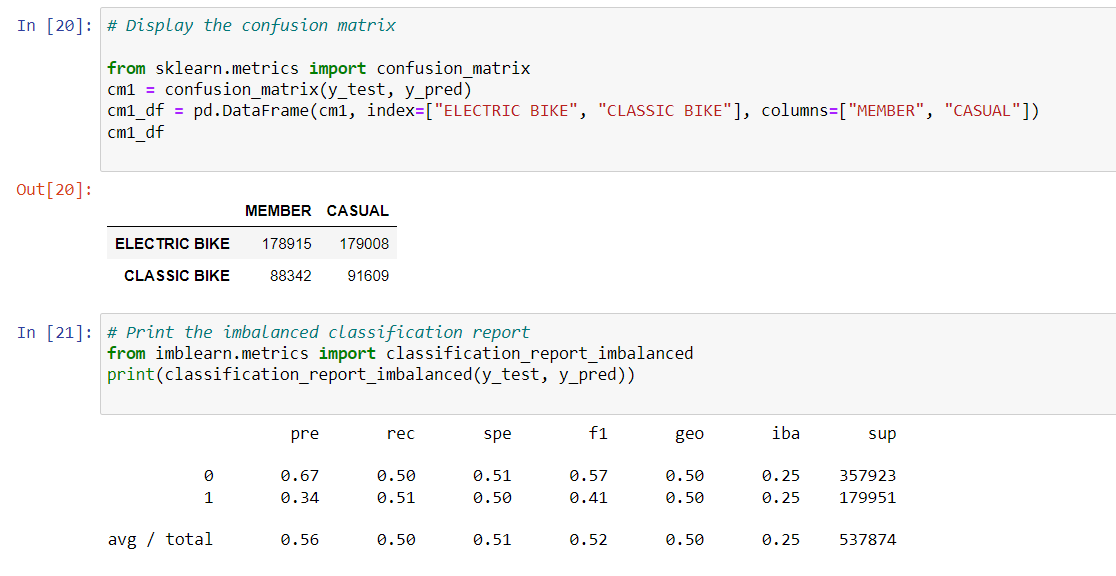 In [20]: # Display the confusion matrix
from sklearn.metrics import confusion_matrix
cm1 = confusion_matrix(y_test, y_pred)
cm1_df = pd.DataFrame(cm1, index=["ELECTRIC BIKE", "CLASSIC BIKE"], columns=["MEMBER", "CASUAL"])
cm1_df
Out[20]:
MEMBER CASUAL
ELECTRIC BIKE 178915 179008
CLASSIC BIKE 88342 91609
In [21]: # Print the imbalanced classification report
from imblearn.metrics import classification_report_imbalanced
print(classification_report_imbalanced(y_test, y_pred))
pre rec spe f1 geo iba sup
0 0.67 0.50 0.51 0.57 0.50 0.25 357923
1 0.34 0.51 0.50 0.41 0.50 0.25 179951
avg / total 0.56 0.50 0.51 0.52 0.50 0.25 537874